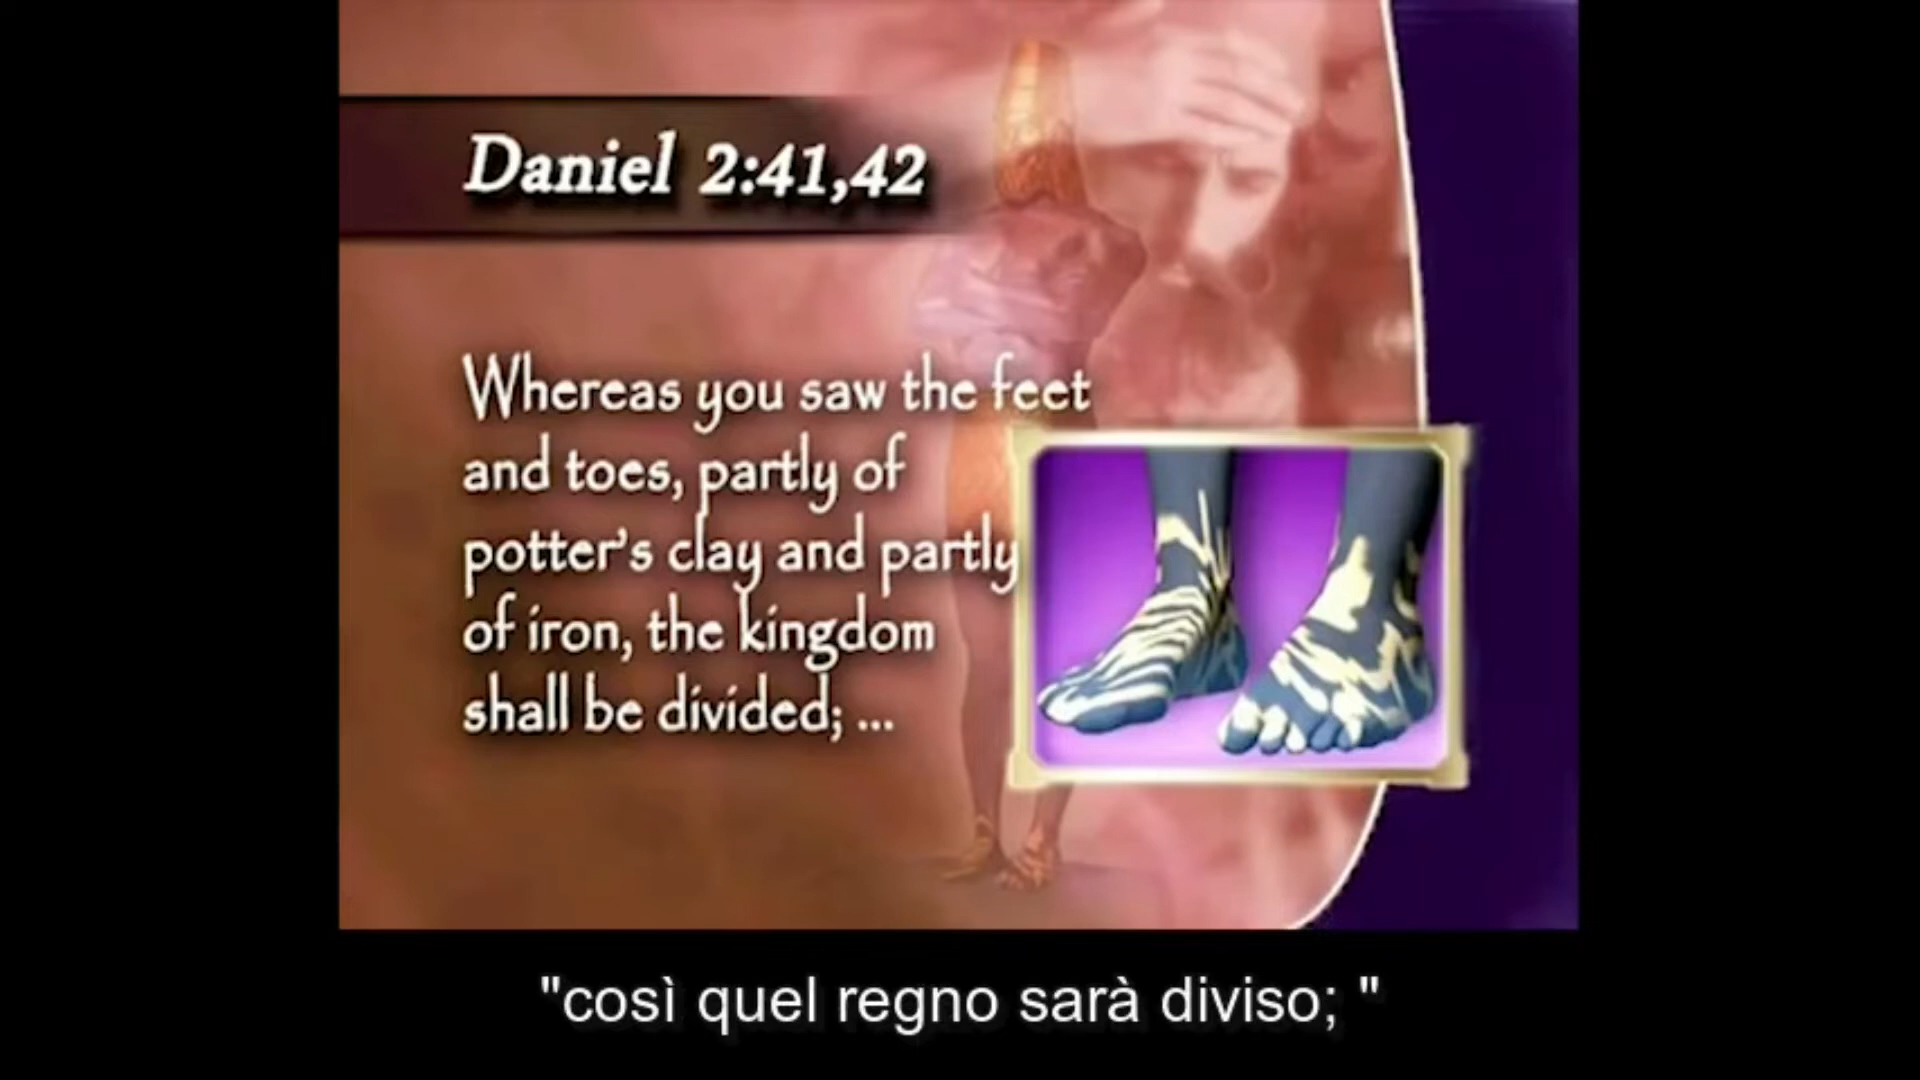 Daniel 2:41,42
Whereas you saw the feet
and toes, partly of
potter's clay and partly
of iron, the kingdom
shall be divided; ...
"così quel regno sarà diviso; "